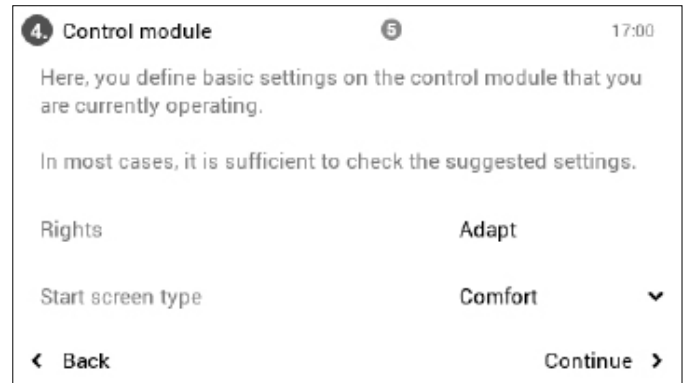 4. Control module 5 17:00
Here, you define basic settings on the control module that you
are currently operating.
In most cases, it is sufficient to check the suggested settings.
Rights Adapt
Start screen type Comfort
Back Continue